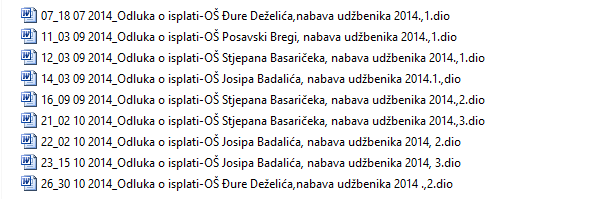 07_18 07 2014_Odluka o isplati-OŠ Đure Deželića,nabava udžbenika 2014.,1.dio
11_03 09 2014_Odluka o isplati-OŠ Posavski Bregi, nabava udžbenika 2014.,1.dio
12_03 09 2014_Odluka o isplati-OŠ Stjepana Basaričeka, nabava udžbenika 2014.,1.dio
14_03 09 2014_Odluka o isplati-OŠ Josipa Badalića, nabava udžbenika 2014.1.,dio
16_09 09 2014_Odluka o isplati-OŠ Stjepana Basaričeka, nabava udžbenika 2014.,2.dio
21_02 10 2014_Odluka o isplati-OŠ Stjepana Basaričeka, nabava udžbenika 2014.,3.dio
22_02 10 2014_Odluka o isplati-OŠ Josipa Badalića, nabava udžbenika 2014, 2.dio
23_15 10 2014_Odluka o isplati-OŠ Josipa Badalića, nabava udžbenika 2014, 3.dio
26_30 10 2014_Odluka o isplati-OŠ Đure Deželića,nabava udžbenika 2014 .,2.dio